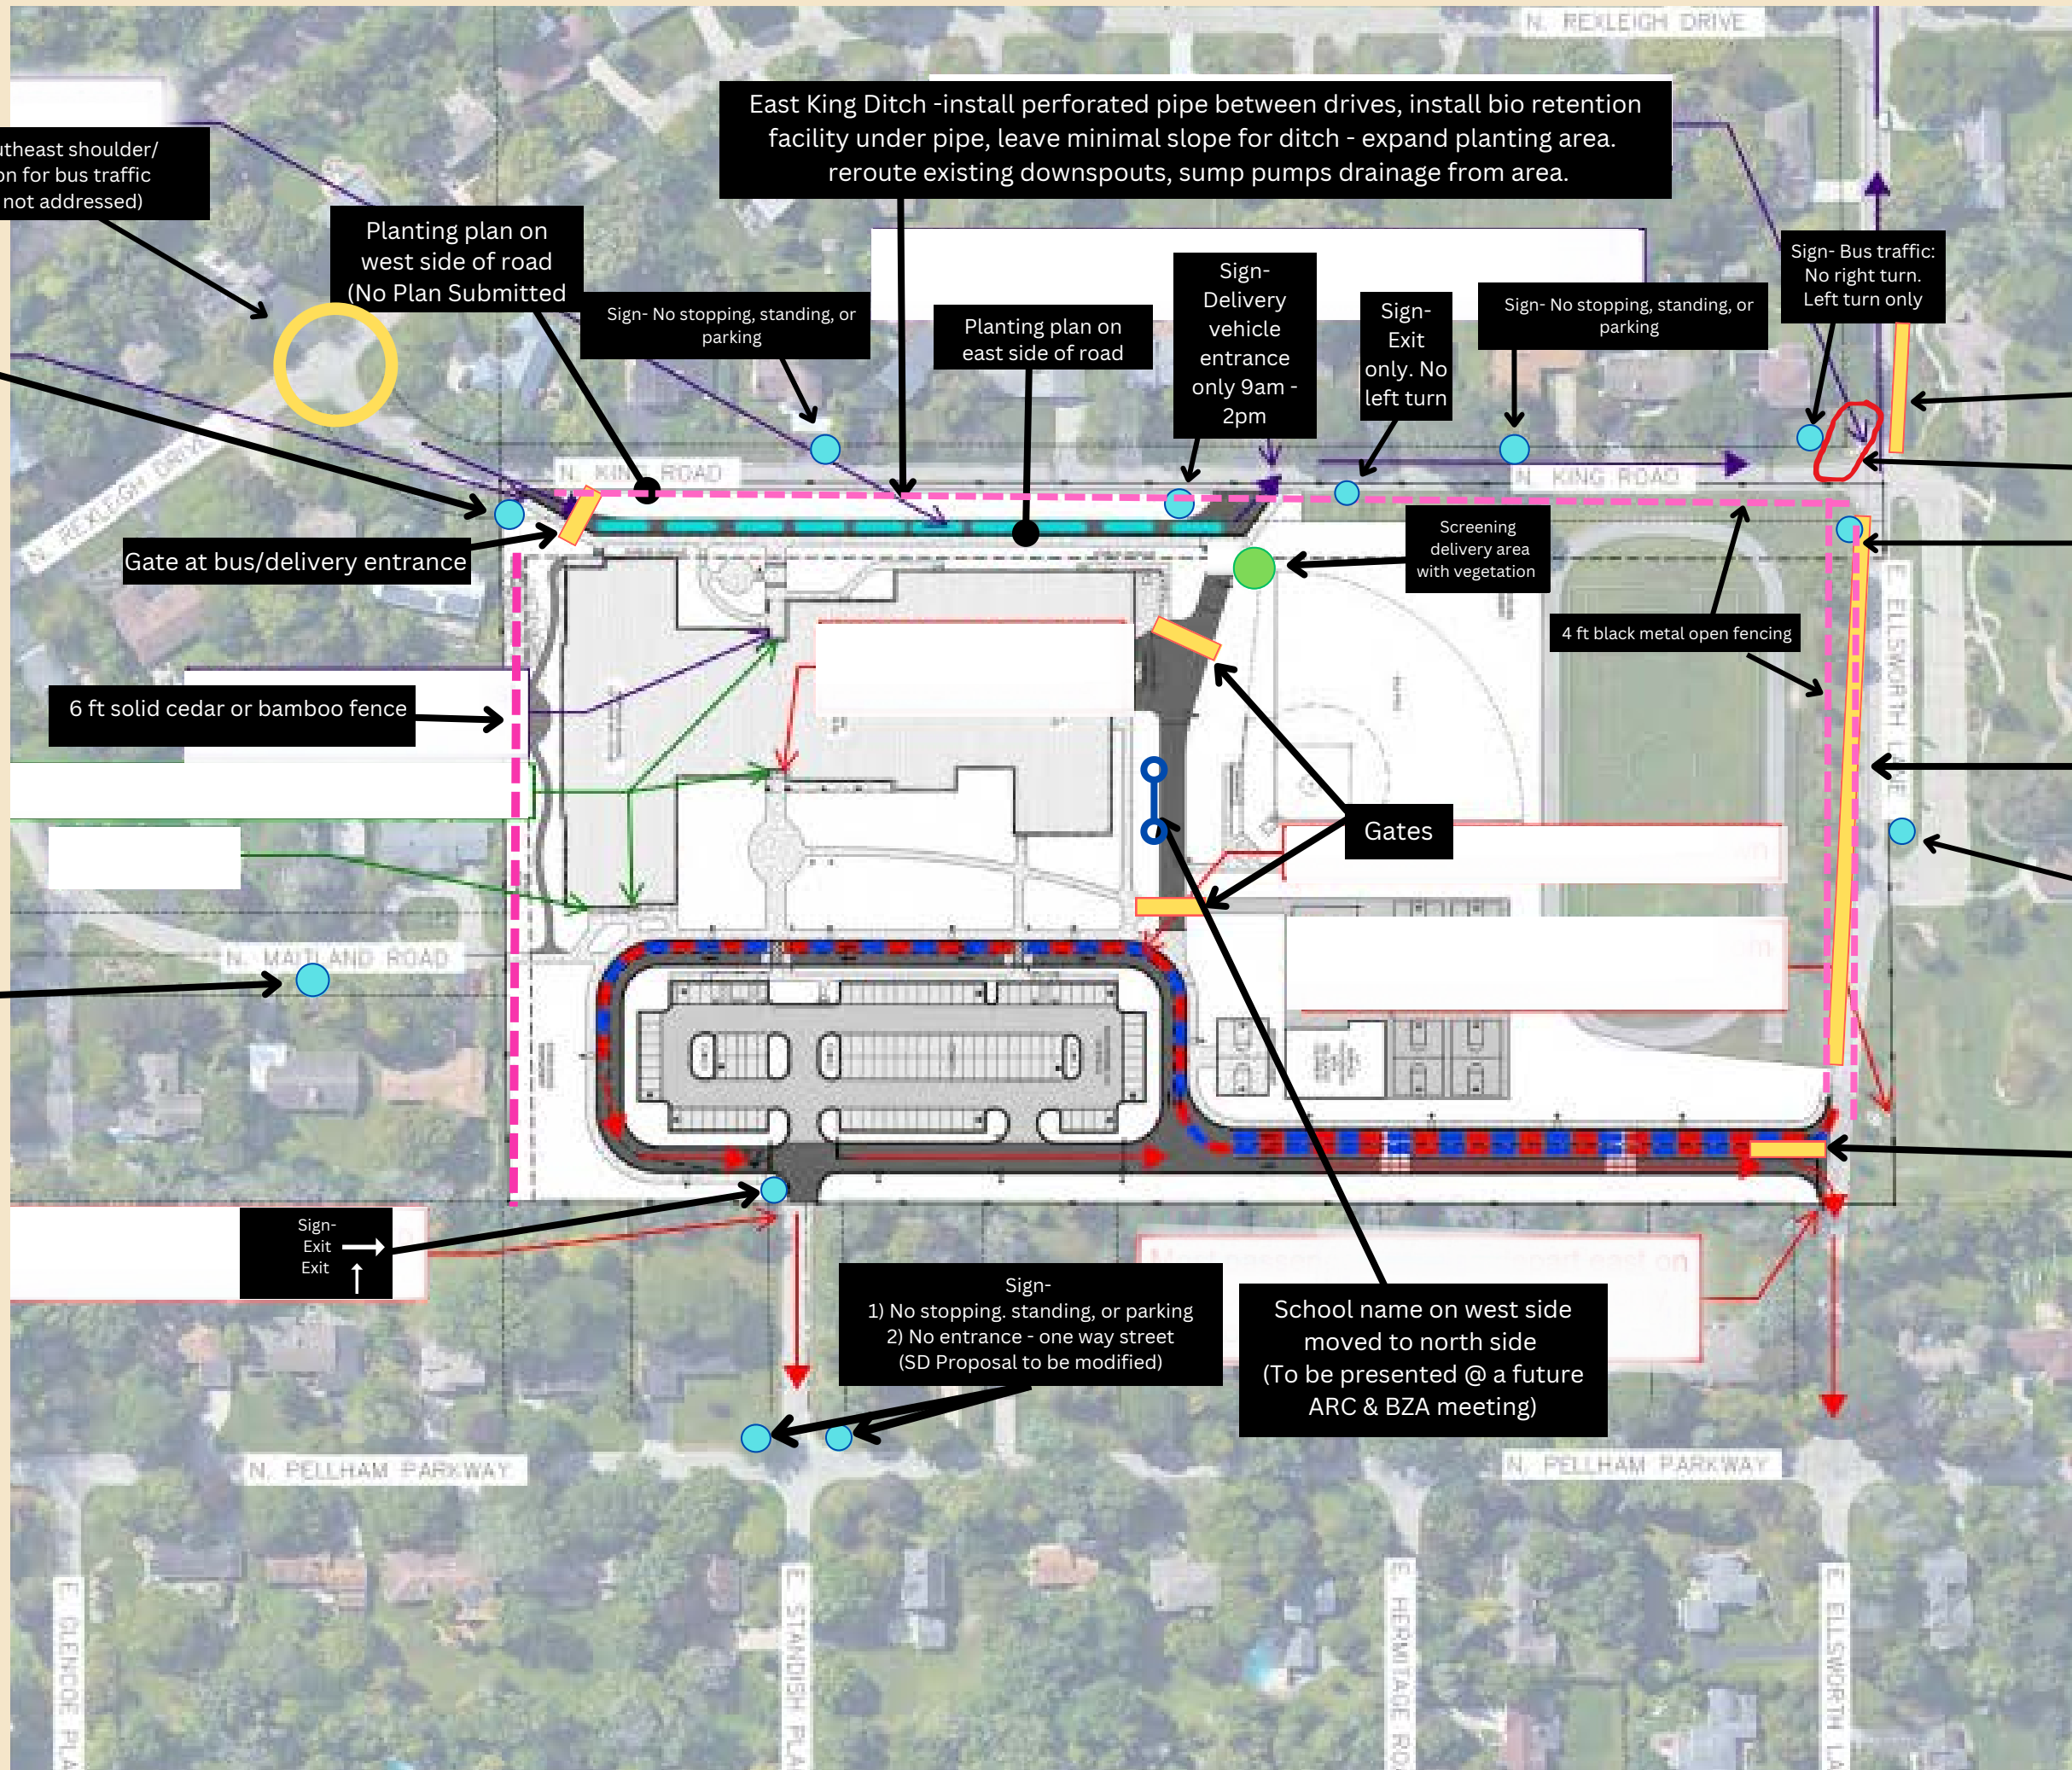 N. REXLEIGH DRIVE
East King Ditch -install perforated pipe between drives, install bio retention
facility under pipe, leave minimal slope for ditch - expand planting area.
reroute existing downspouts, sump pumps drainage from area.
utheast shoulder/
on for bus traffic
not addressed)
Planting plan on
west side of road
(No Plan Submitted
Sign- No stopping, standing, or
parking
Planting plan on
east side of road
Sign-
Delivery
vehicle
entrance
only 9am -
2pm
Sign-
Exit
only. No
left turn
Sign- No stopping, standing, or
parking
Sign- Bus traffic:
No right turn.
Left turn only
N. KING ROAD
N. KING ROAD
N. REXLEIGH DRIVE
Gate at bus/delivery entrance
Screening
delivery area
with vegetation
4 ft black metal open fencing
E. ELLSWORTH
6 ft solid cedar or bamboo fence
Gates
N. MAITLAND ROAD
Sign-
Exit →
Exit ↑
east on
Sign-
1) No stopping. standing, or parking
2) No entrance - one way street
(SD Proposal to be modified)
School name on west side
moved to north side
(To be presented @ a future
ARC & BZA meeting)
N. PELLHAM PARKWAY
N. PELLHAM PARKWAY
E. GLENCOE PLA
E. STANDISH PLA
E. HERMITAGE RO
E. ELLSWORTH LA